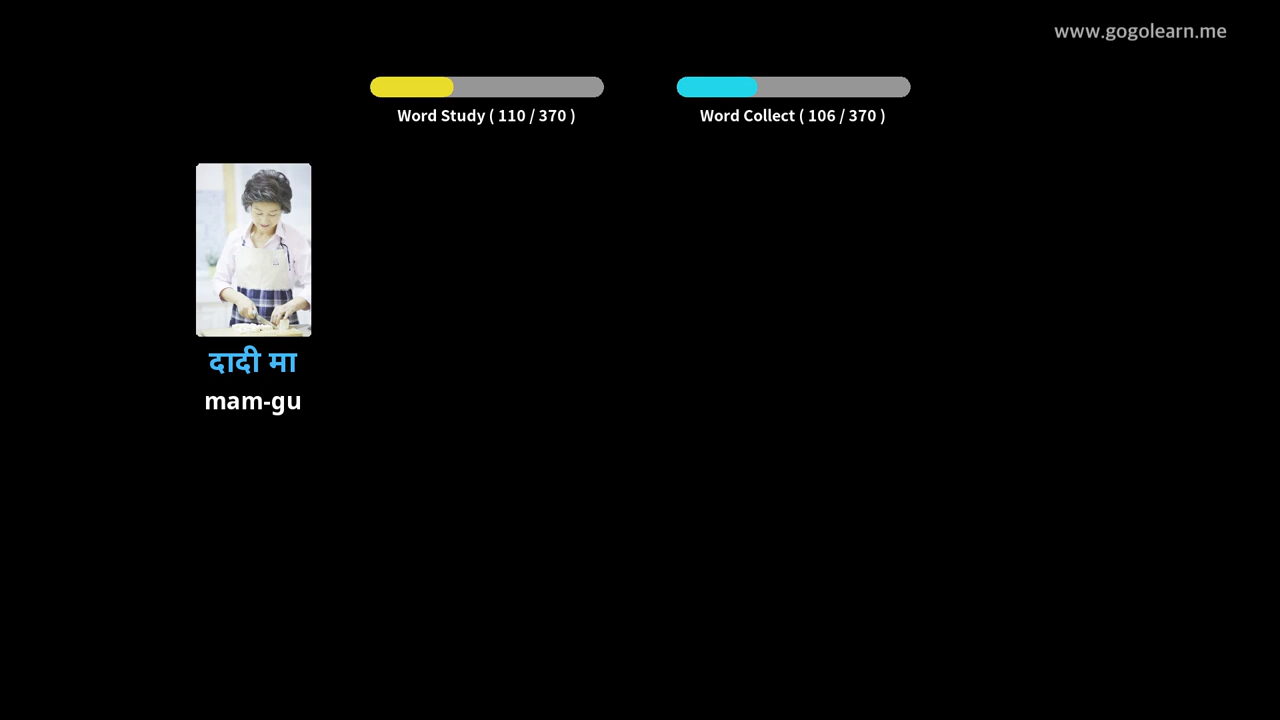 www.gogolearn.me
Word Study ( 110 / 370 )
Word Collect ( 106 / 370 )
दादी मा
mam-gu